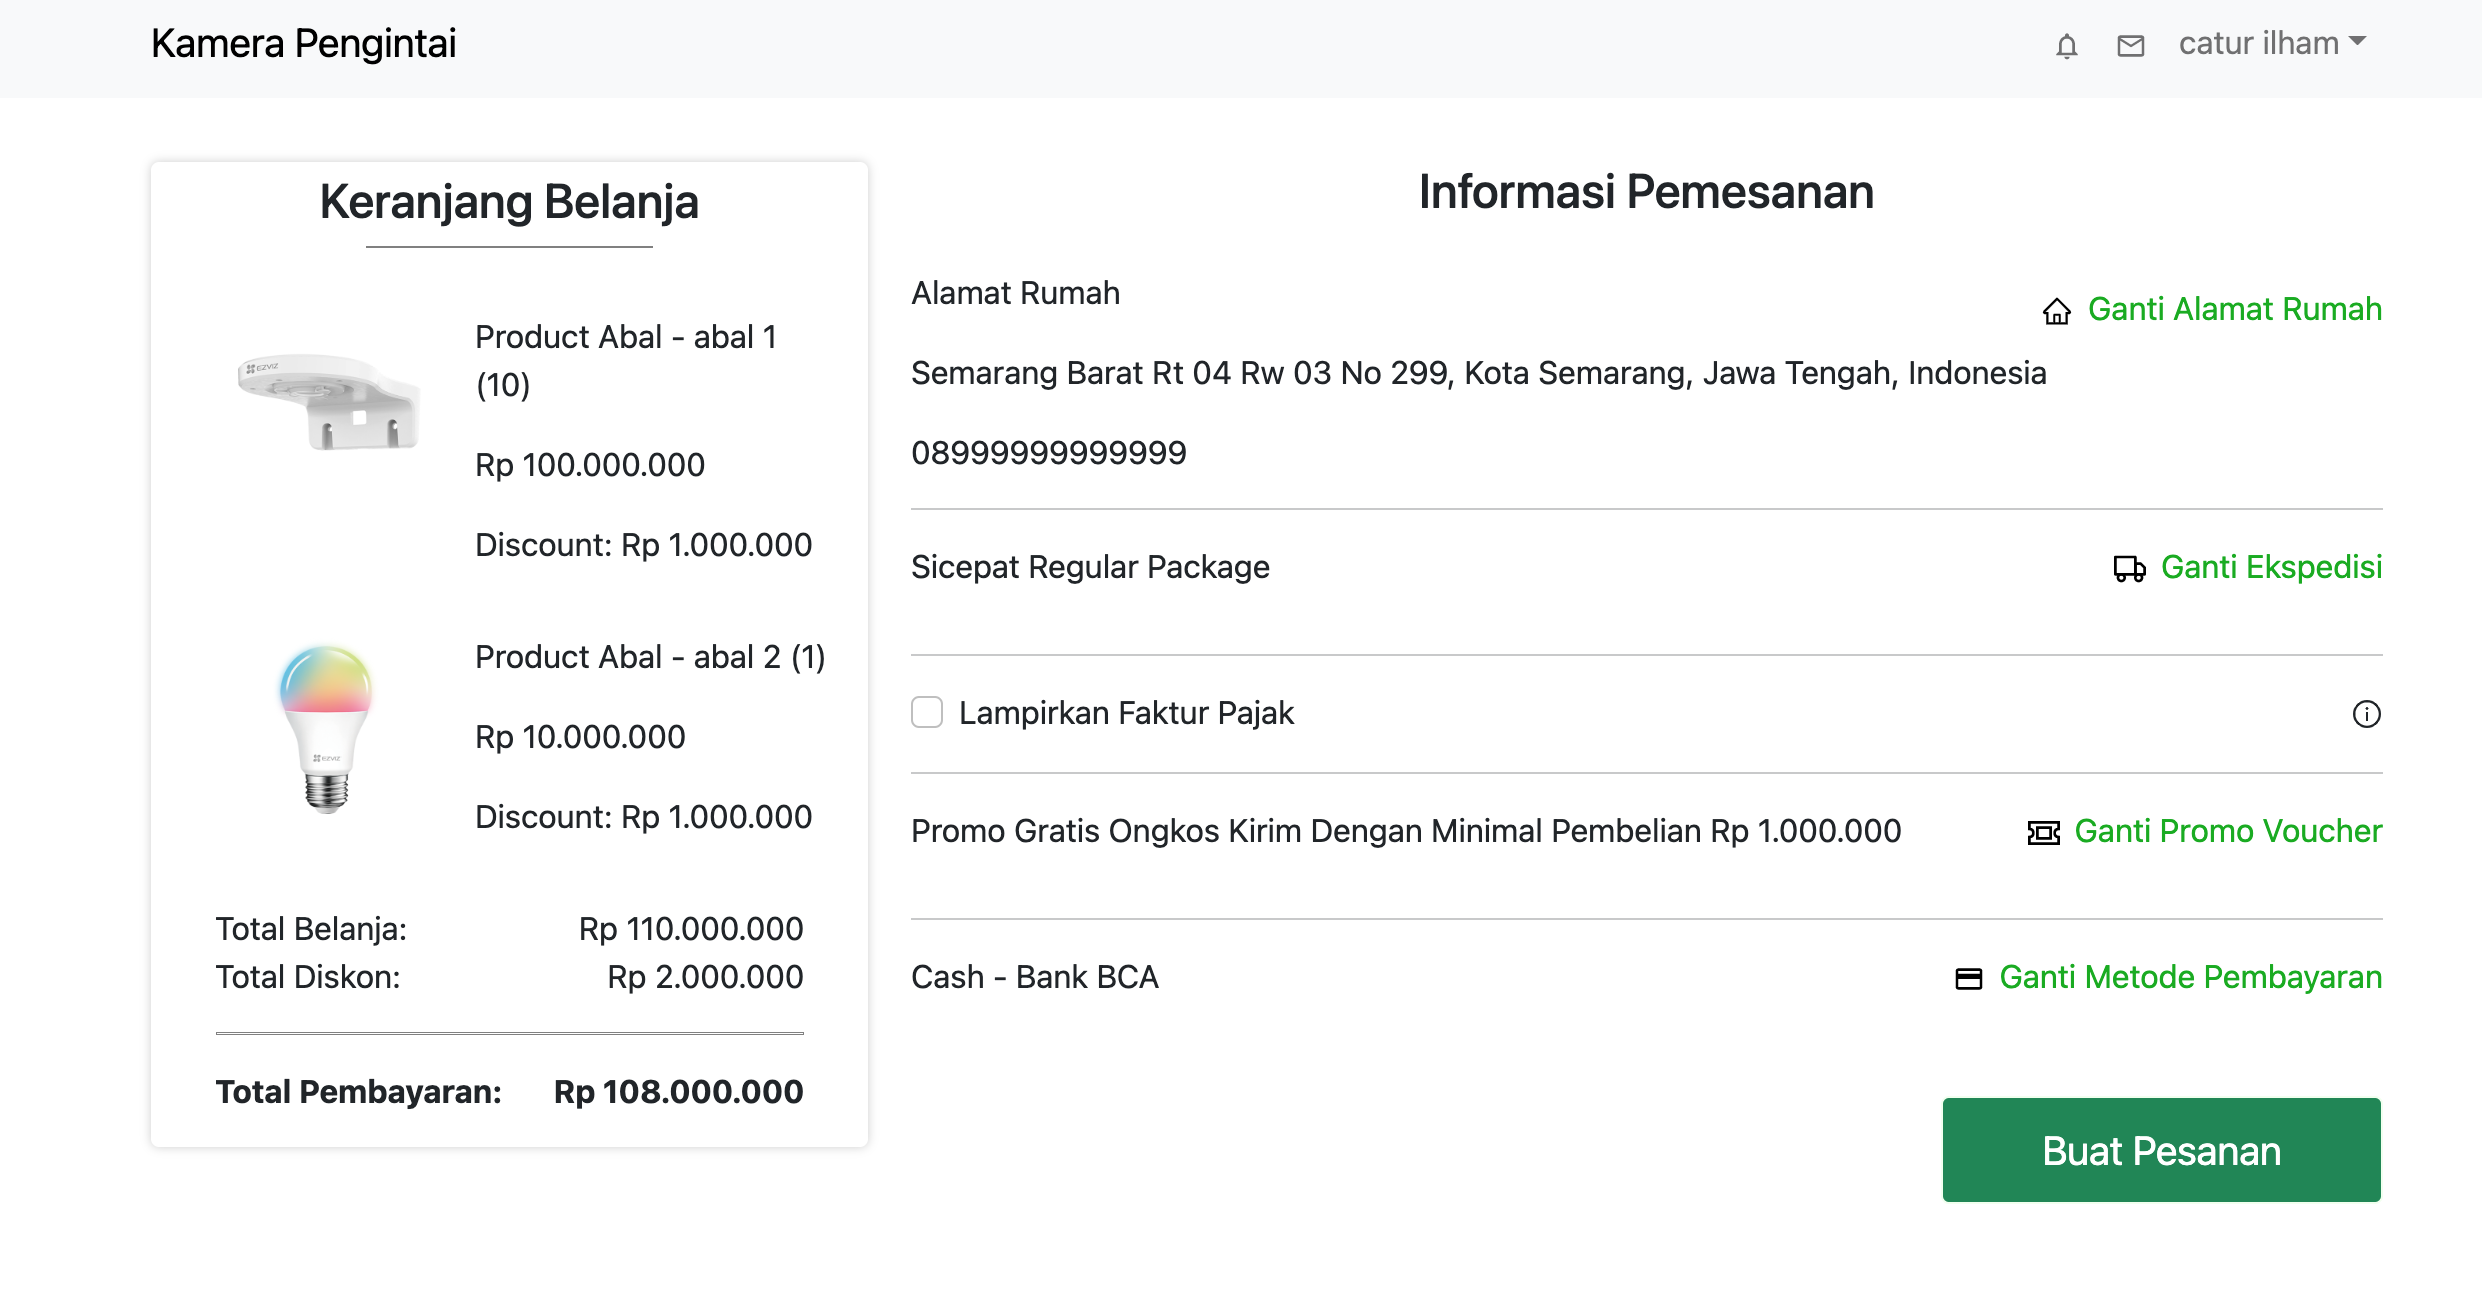 Kamera Pengintai
catur ilham
Keranjang Belanja
EZVIZ
Product Abal - abal 1
(10)
Rp 100.000.000
Discount: Rp 1.000.000
EZVIZ
Product Abal - abal 2 (1)
Rp 10.000.000
Discount: Rp 1.000.000
Total Belanja: Rp 110.000.000
Total Diskon: Rp 2.000.000
Total Pembayaran: Rp 108.000.000
Informasi Pemesanan
Alamat Rumah
Ganti Alamat Rumah
Semarang Barat Rt 04 Rw 03 No 299, Kota Semarang, Jawa Tengah, Indonesia
08999999999999
Sicepat Regular Package Ganti Ekspedisi
Lampirkan Faktur Pajak
Promo Gratis Ongkos Kirim Dengan Minimal Pembelian Rp 1.000.000 Ganti Promo Voucher
Cash - Bank BCA Ganti Metode Pembayaran
Buat Pesanan